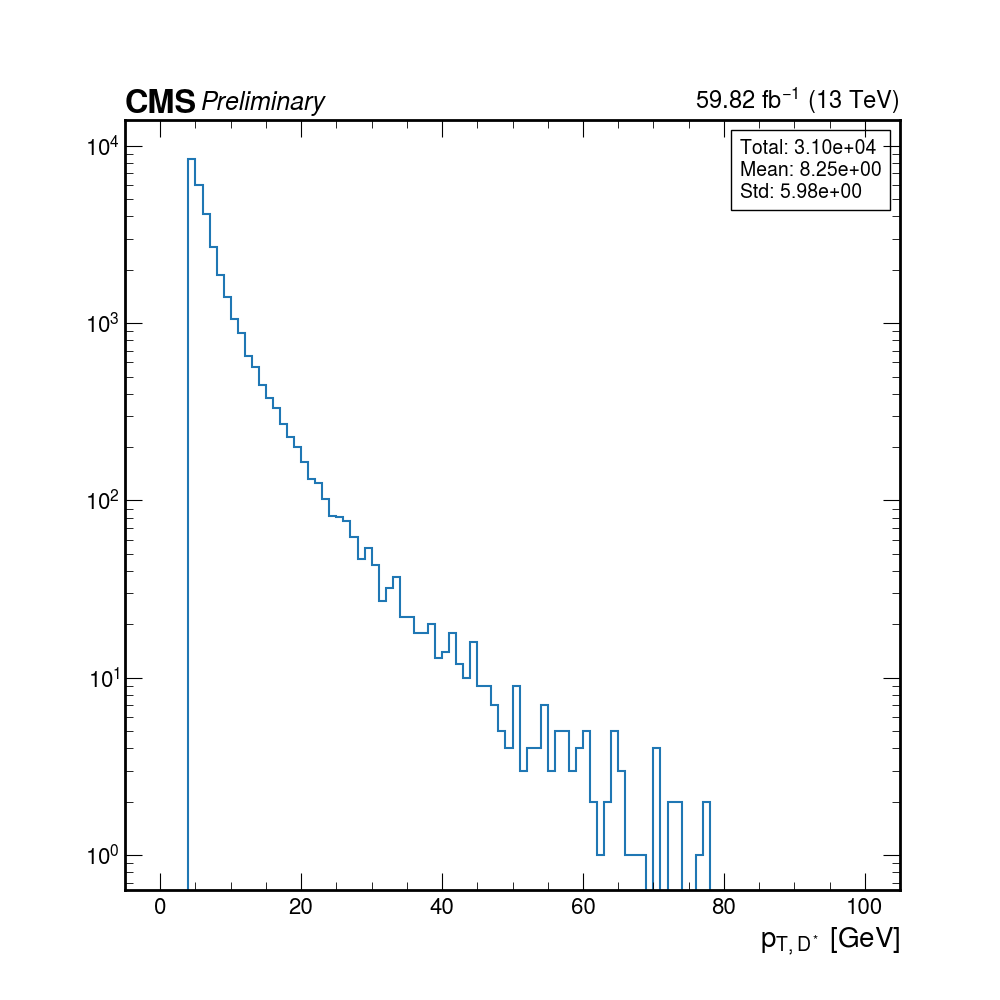 CMS Preliminary 59.82 fb⁻¹ (13 TeV)
Total: 3.10e+04
Mean: 8.25e+00
Std: 5.98e+00
10⁴
10³
10²
10¹
10⁰
0 20 40 60 80 100
p_{T, D^*} [GeV]